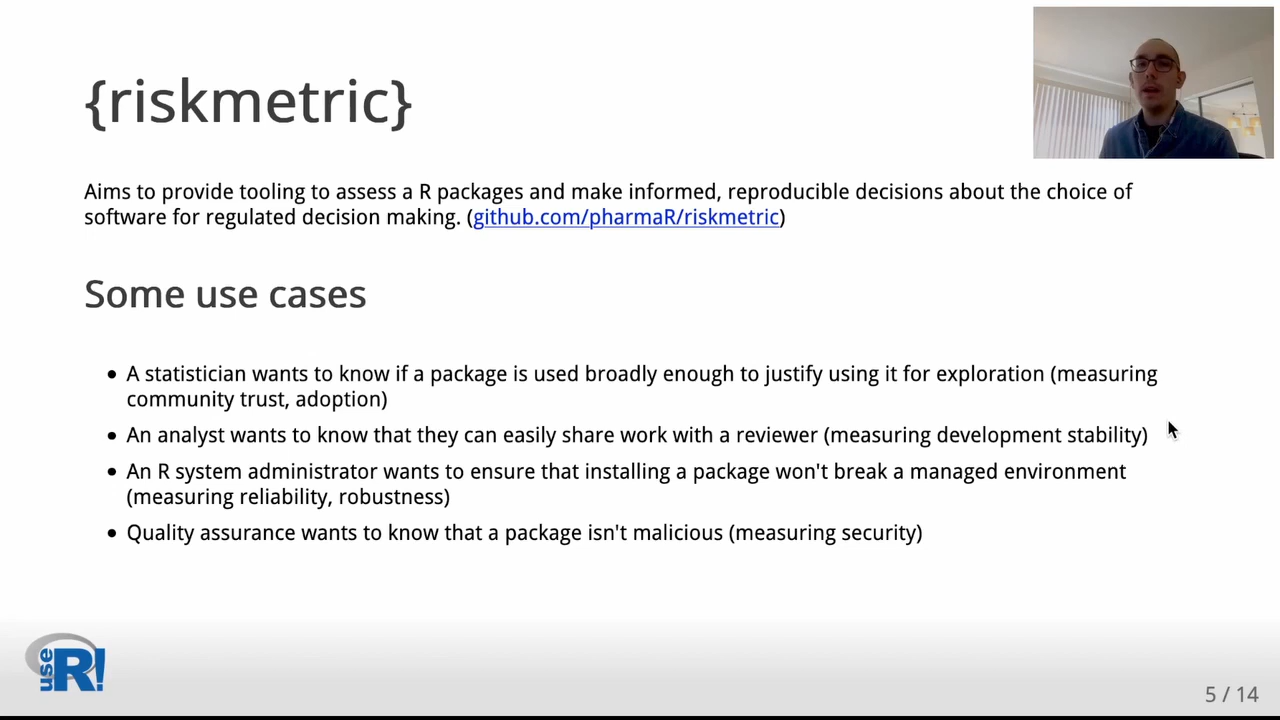 {riskmetric}
Aims to provide tooling to assess a R packages and make informed, reproducible decisions about the choice of
software for regulated decision making. (github.com/pharmaR/riskmetric)
Some use cases
• A statistician wants to know if a package is used broadly enough to justify using it for exploration (measuring
community trust, adoption)
• An analyst wants to know that they can easily share work with a reviewer (measuring development stability)
• An R system administrator wants to ensure that installing a package won't break a managed environment
(measuring reliability, robustness)
• Quality assurance wants to know that a package isn't malicious (measuring security)
use R!
5 / 14